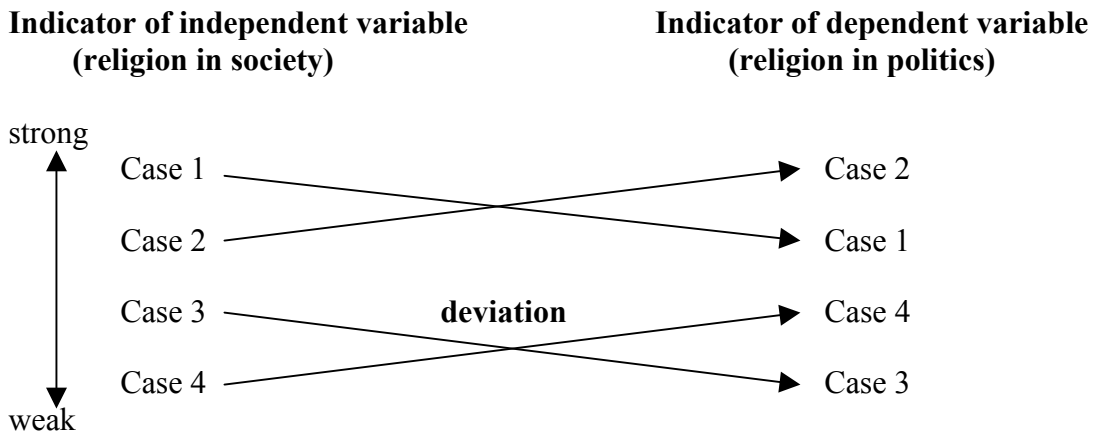 Indicator of independent variable
(religion in society)
Indicator of dependent variable
(religion in politics)
strong
Case 1
Case 2
Case 2
Case 1
Case 3
deviation
Case 4
Case 4
Case 3
weak